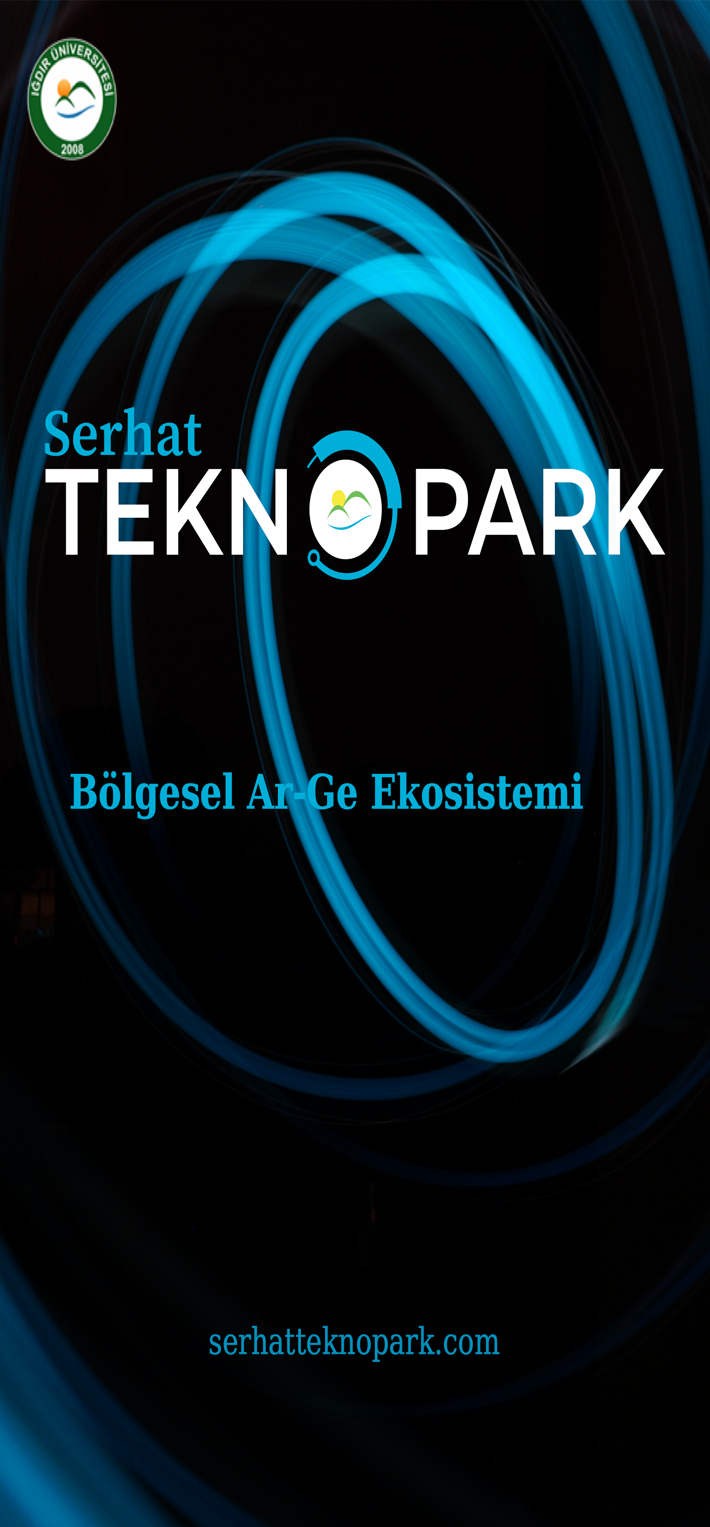 IĞDIR ÜNİVERSİTESİ
2008
Serhat
TEKNOPARK
Bölgesel Ar-Ge Ekosistemi
serhatteknopark.com